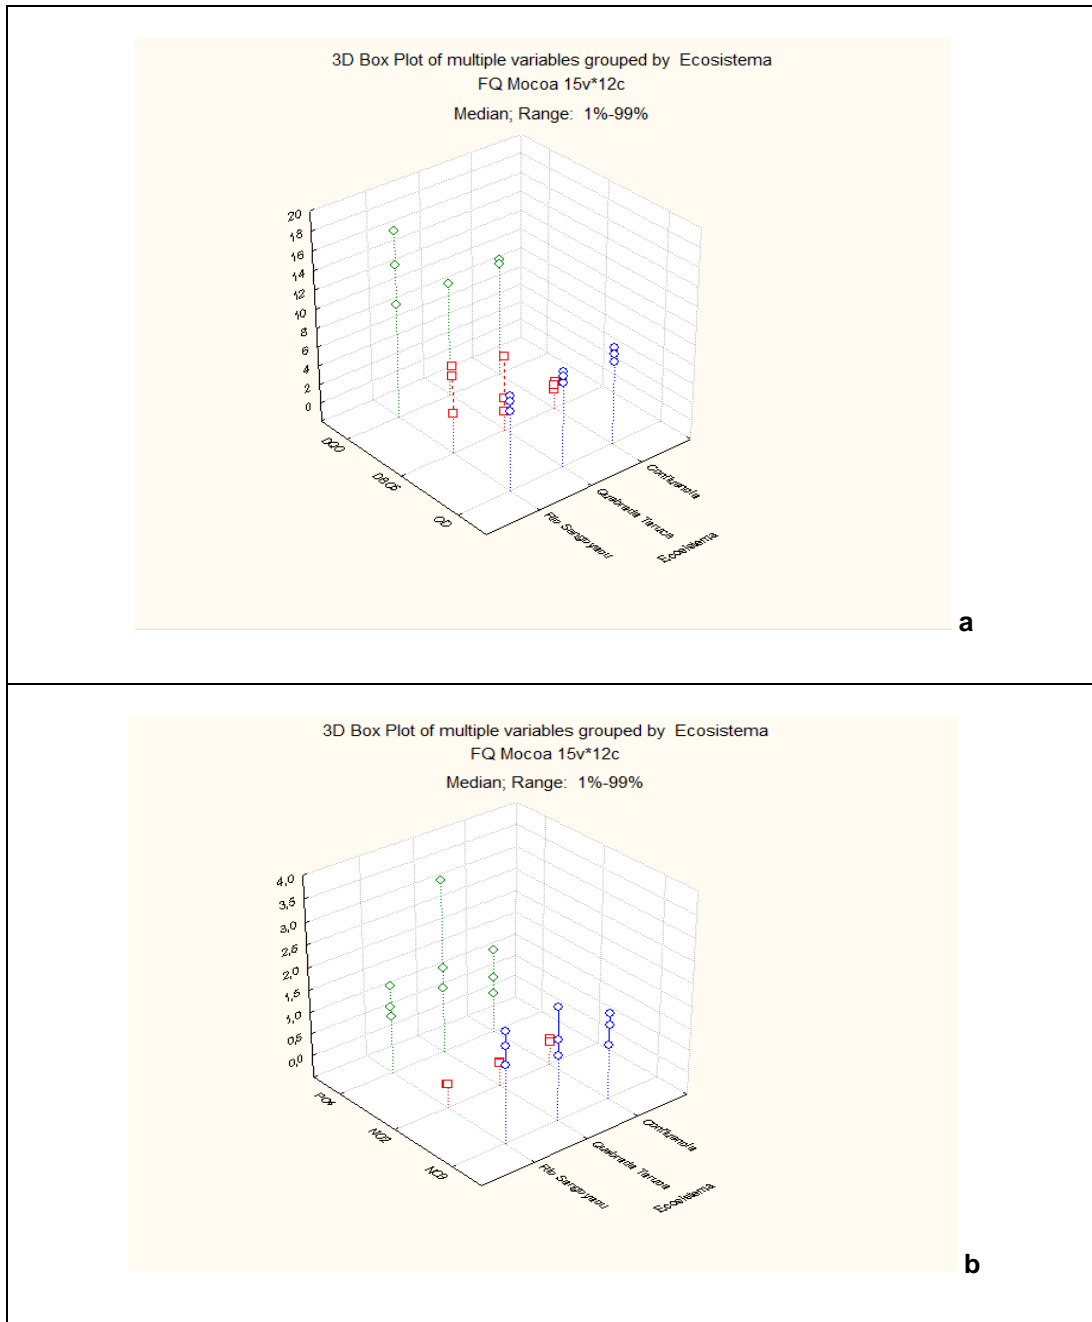 3D Box Plot of multiple variables grouped by Ecosistema
FQ Mocoa 15v*12c
Median; Range: 1%-99%
20
18
16
14
12
10
8
6
4
2
0
DQO
DBO5
OD
Rio Sangoyaco
Quebrada Taruca
Confluencia
Ecosistema
a
3D Box Plot of multiple variables grouped by Ecosistema
FQ Mocoa 15v*12c
Median; Range: 1%-99%
4,0
3,5
3,0
2,5
2,0
1,5
1,0
0,5
0,0
PO4
NO2
NO3
Rio Sangoyaco
Quebrada Taruca
Confluencia
Ecosistema
b